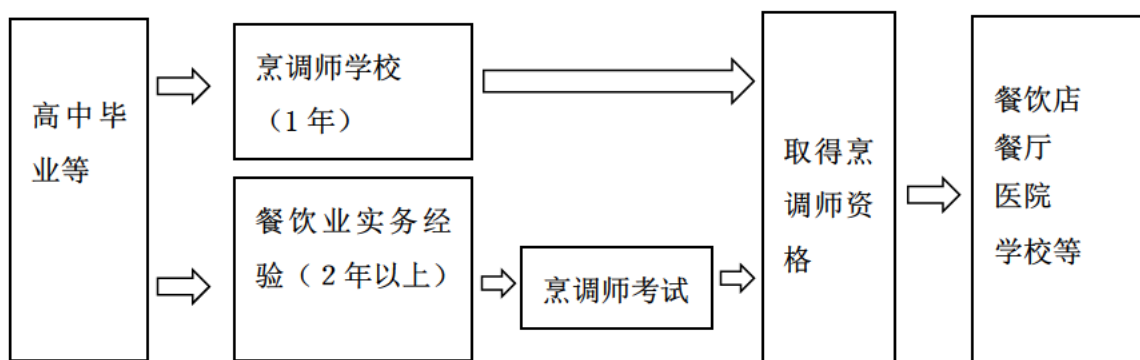 高中毕
业等
烹调师学校
（1 年）
餐饮业实务经
验（ 2 年以上）
烹调师考试
取得烹
调师资
格
餐饮店
餐厅
医院
学校等